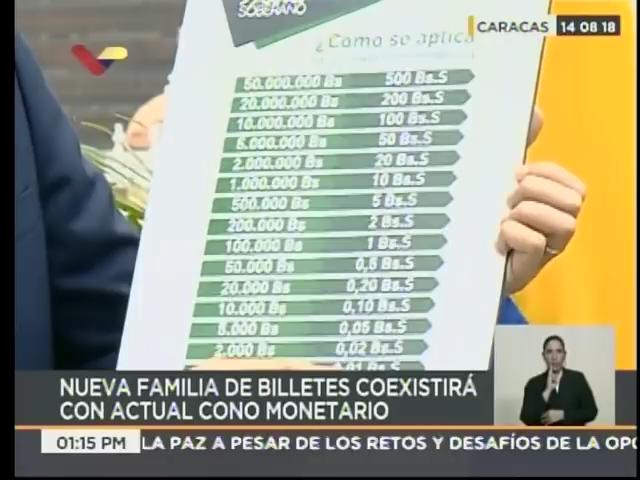 SOBERANO
CARACAS 14 08 18
¿Cómo se aplica
50.000.000 Bs 500 Bs.S
20.000.000 Bs 200 Bs.S
10.000.000 Bs 100 Bs.S
5.000.000 Bs 50 Bs.S
2.000.000 Bs 20 Bs.S
1.000.000 Bs 10 Bs.S
500.000 Bs 5 Bs.S
200.000 Bs 2 Bs.S
100.000 Bs 1 Bs.S
50.000 Bs 0,5 Bs.S
20.000 Bs 0,20 Bs.S
10.000 Bs 0,10 Bs.S
5.000 Bs 0,05 Bs.S
2.000 Bs 0,02 Bs.S
NUEVA FAMILIA DE BILLETES COEXISTIRÁ
CON ACTUAL CONO MONETARIO
01:15 PM LA PAZ A PESAR DE LOS RETOS Y DESAFÍOS DE LA OPO